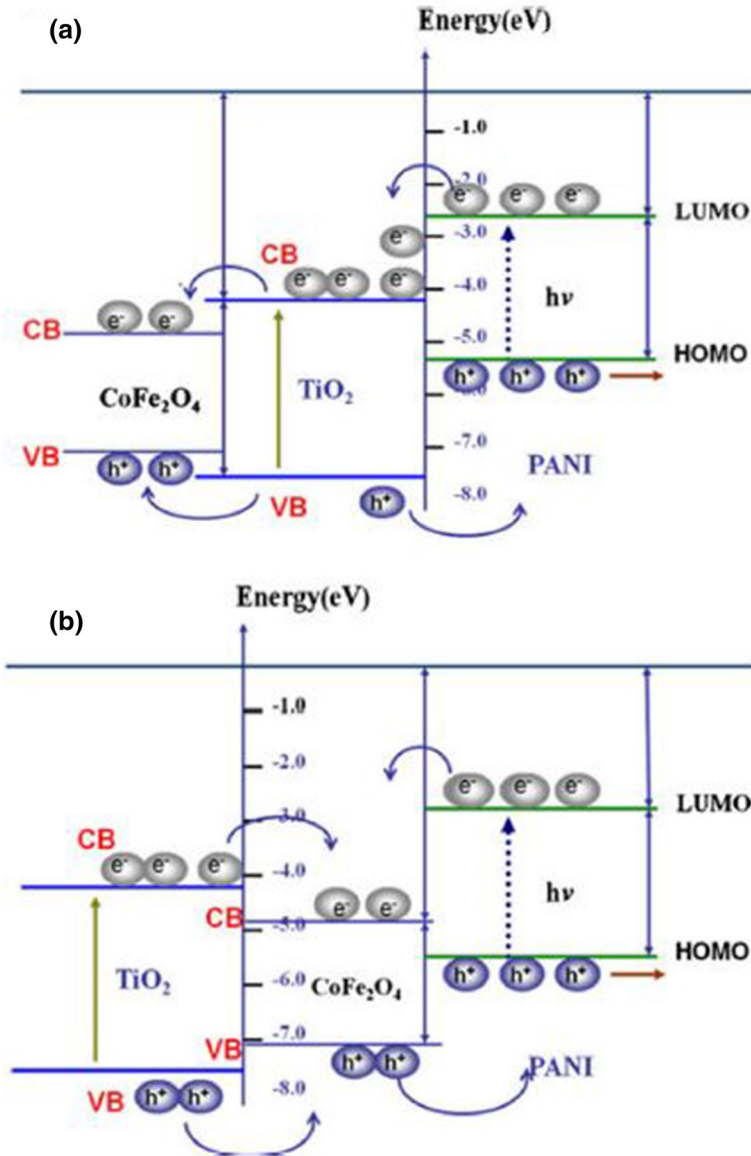 (a)
Energy(eV)
-1.0
-2.0
e- e- e-
LUMO
e-
-3.0
CB
e- e- e-
-4.0
hν
e- e-
CB
-5.0
HOMO
CoFe2O4
TiO2
h+ h+ h+
-6.0
VB
-7.0
h+ h+
PANI
VB
h+
-8.0
(b)
Energy(eV)
-1.0
-2.0
e- e- e-
LUMO
-3.0
CB
e- e- e-
-4.0
hν
e- e-
CB
-5.0
HOMO
TiO2
-6.0
CoFe2O4
h+ h+ h+
-7.0
VB
h+ h+
PANI
VB
h+ h+
-8.0